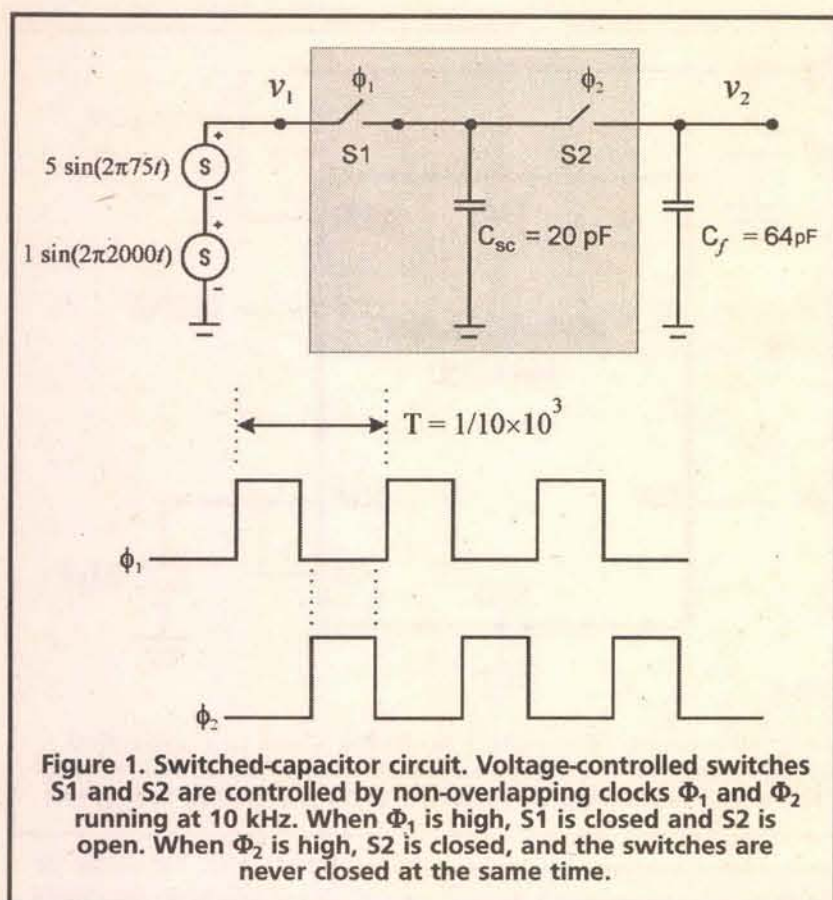 ϕ₁ ϕ₂
v₁ v₂
S1 S2
5 sin(2π75t) S
C_sc = 20 pF C_f = 64pF
1 sin(2π2000t) S
T = 1/10×10³
ϕ₁
ϕ₂
Figure 1. Switched-capacitor circuit. Voltage-controlled switches
S1 and S2 are controlled by non-overlapping clocks Φ₁ and Φ₂
running at 10 kHz. When Φ₁ is high, S1 is closed and S2 is
open. When Φ₂ is high, S2 is closed, and the switches are
never closed at the same time.